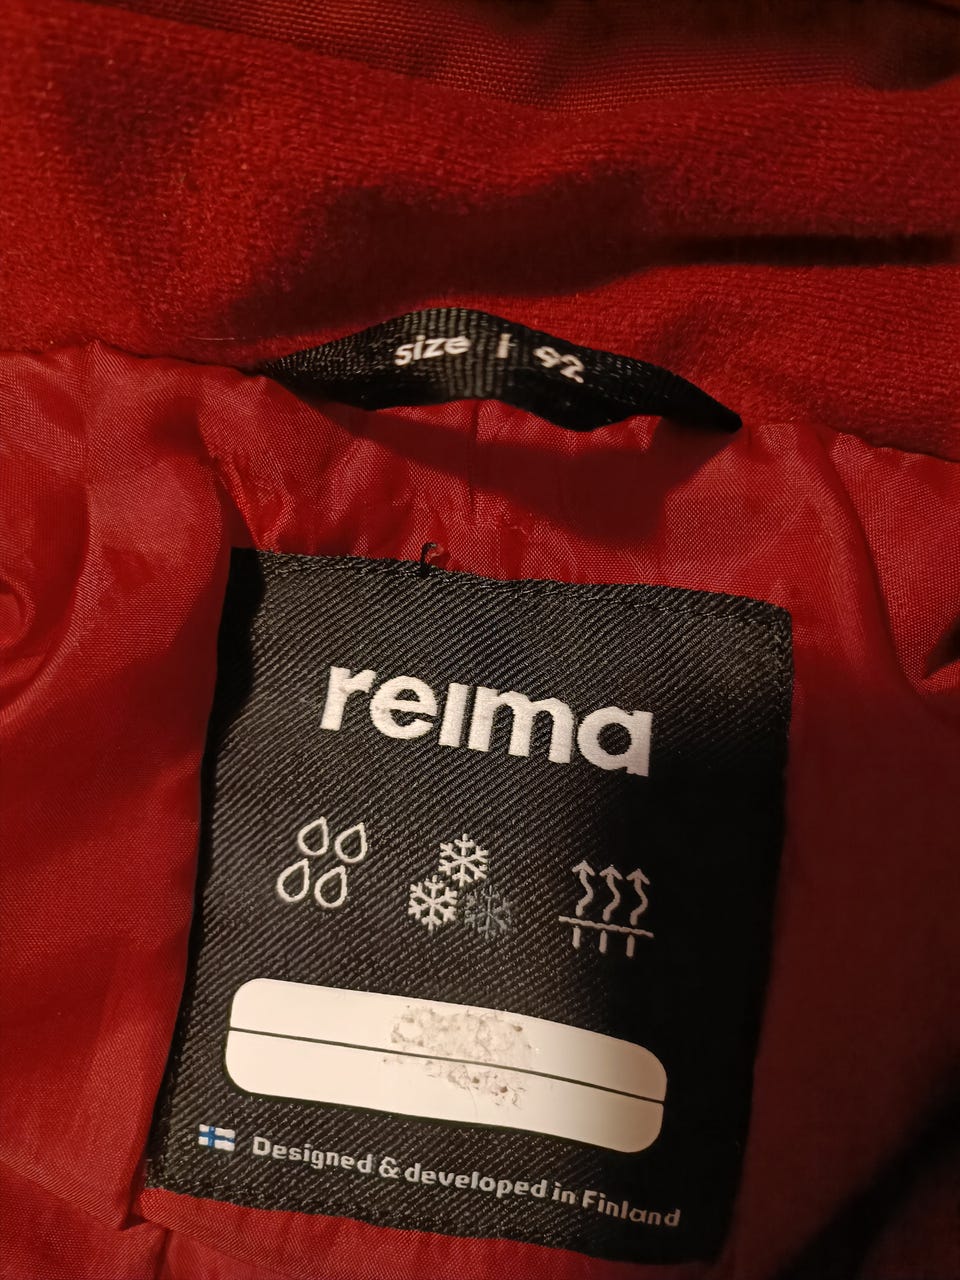 size | 92
reima
Designed & developed in Finland